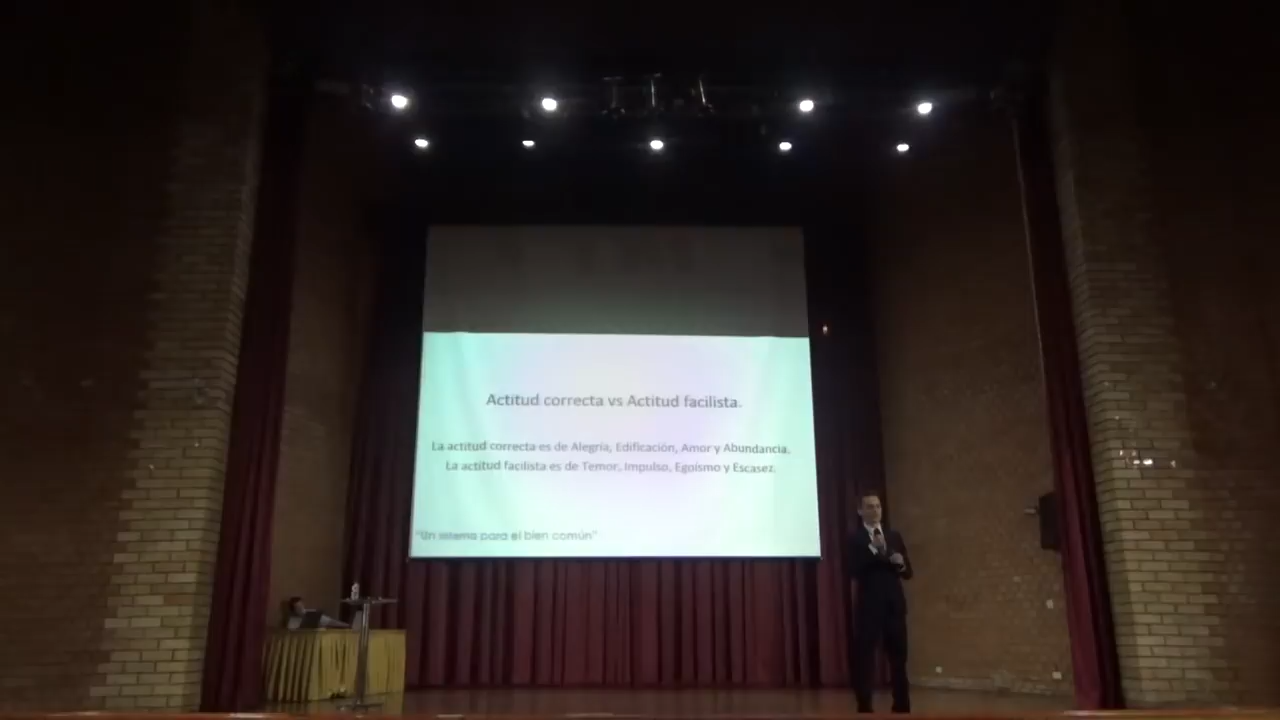 Actitud correcta vs Actitud facilista.
La actitud correcta es de Alegría, Edificación, Amor y Abundancia.
La actitud facilista es de Temor, Impulso, Egoísmo y Escasez.
"Un sistema para el bien común"